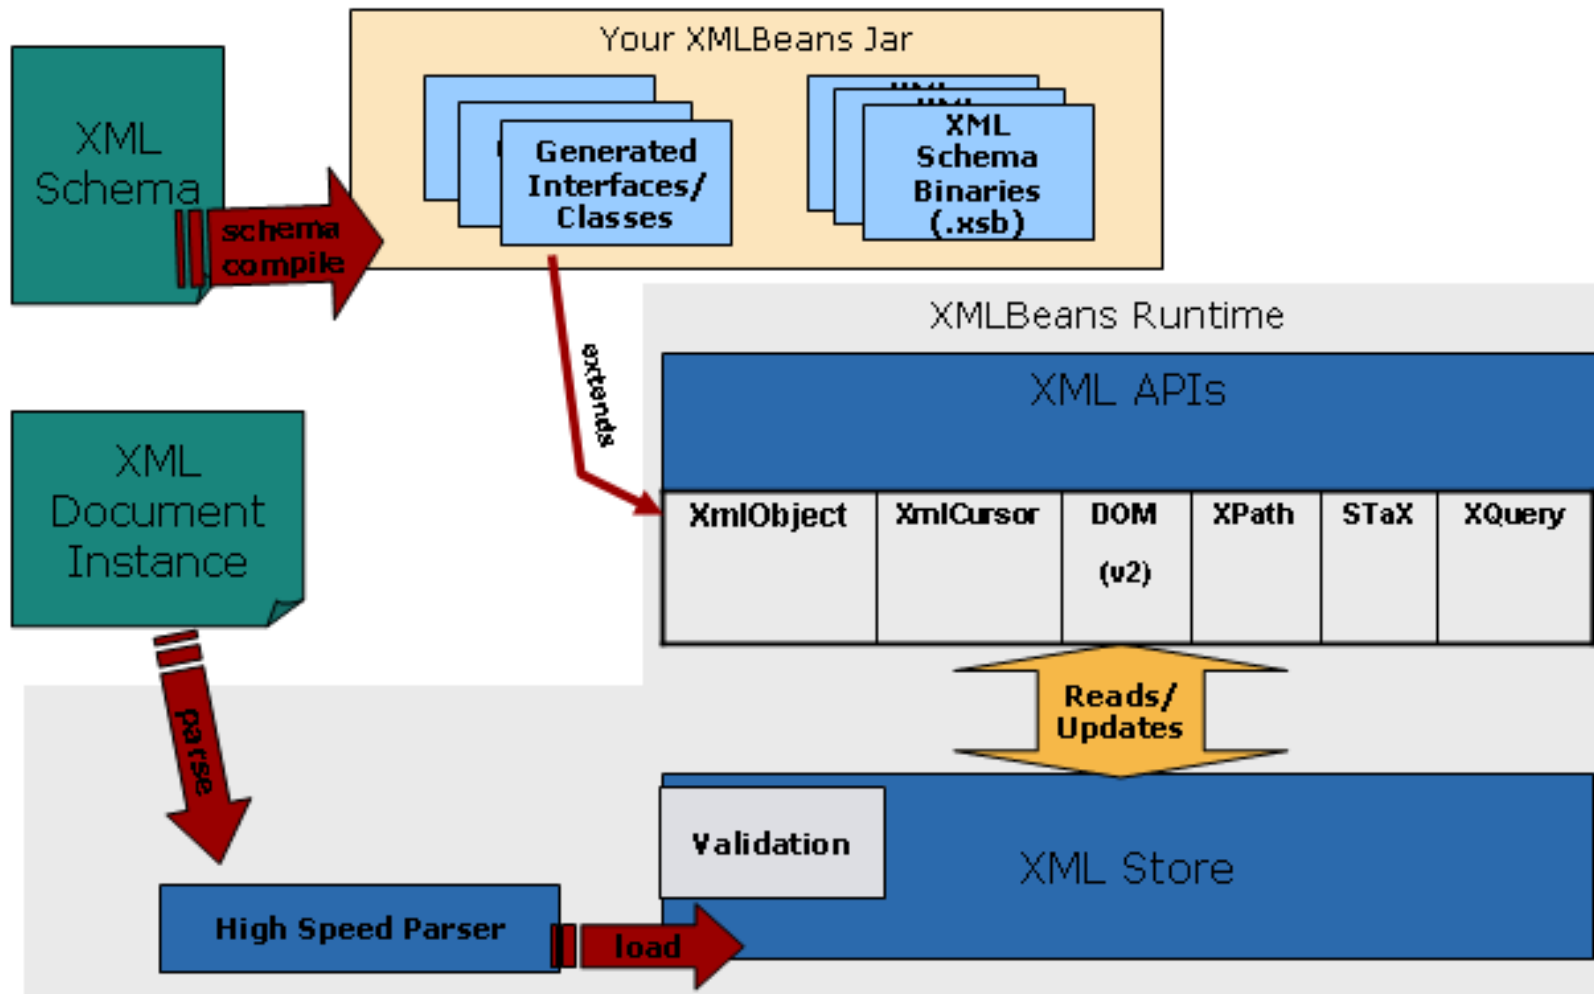 Your XMLBeans Jar
XML
Schema
schema
compile
Generated
Interfaces/
Classes
XML
Schema
Binaries
(.xsb)
extends
XMLBeans Runtime
XML APIs
XmlObject
XmlCursor
DOM
(v2)
XPath
STaX
XQuery
XML
Document
Instance
parse
Reads/
Updates
Validation
XML Store
High Speed Parser
load